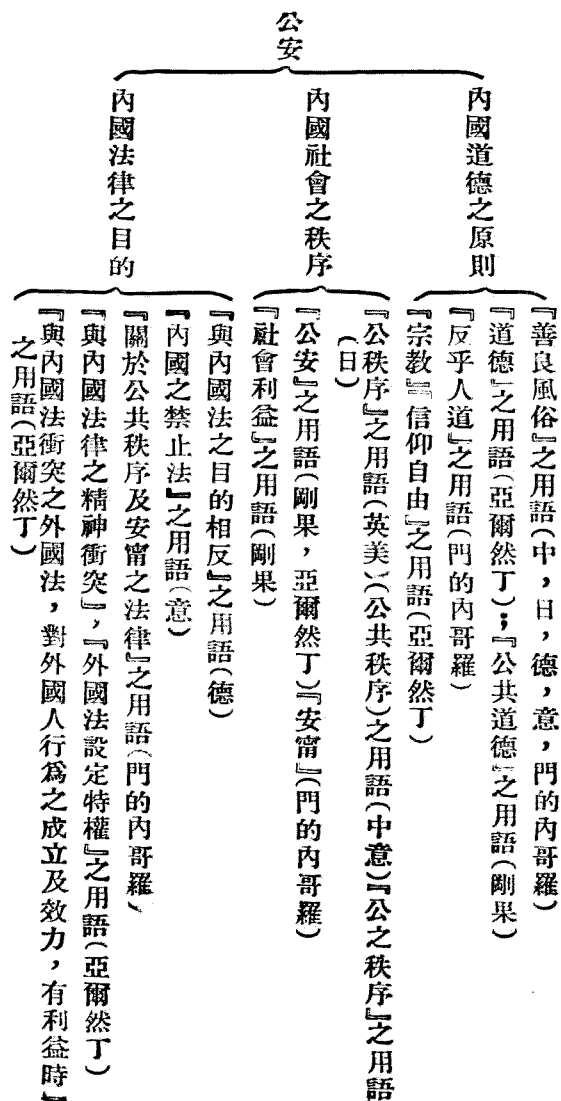 公安
內國道德之原則
『善良風俗』之用語(中，日，德，意，門的內哥羅)
『道德』之用語(亞爾然丁)；『公共道德』之用語(剛果)
『反乎人道』之用語(門的內哥羅)
『宗教』『信仰自由』之用語(亞爾然丁)
內國社會之秩序
『公秩序』之用語(英美)(公共秩序)之用語(中意)『公之秩序』之用語
(日)
『公安』之用語(剛果，亞爾然丁)『安甯』(門的內哥羅)
『社會利益』之用語(剛果)
內國法律之目的
『與內國法之目的相反』之用語(德)
『內國之禁止法』之用語(意)
『關於公共秩序及安甯之法律』之用語(門的內哥羅)
『與內國法律之精神衝突』，『外國法設定特權』之用語(亞爾然丁)
『與內國法衝突之外國法，對外國人行爲之成立及效力，有利益時』
之用語(亞爾然丁)